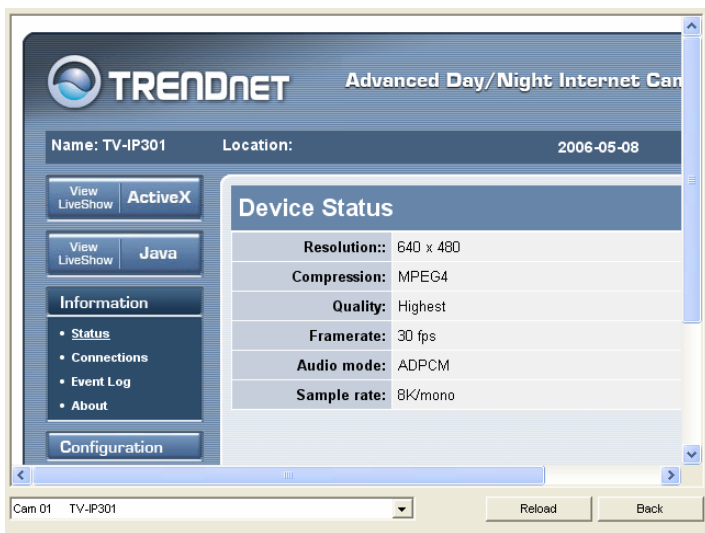 TRENDnet
Advanced Day/Night Internet Cam
Name: TV-IP301 Location: 2006-05-08
View LiveShow ActiveX
View LiveShow Java
Information
• Status
• Connections
• Event Log
• About
Configuration
Device Status
Resolution:: 640 x 480
Compression: MPEG4
Quality: Highest
Framerate: 30 fps
Audio mode: ADPCM
Sample rate: 8K/mono
Cam 01 TV-IP301
Reload
Back